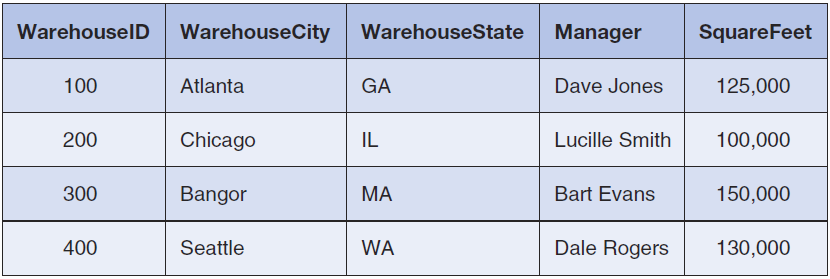 WarehouseID WarehouseCity WarehouseState Manager SquareFeet
100 Atlanta GA Dave Jones 125,000
200 Chicago IL Lucille Smith 100,000
300 Bangor MA Bart Evans 150,000
400 Seattle WA Dale Rogers 130,000